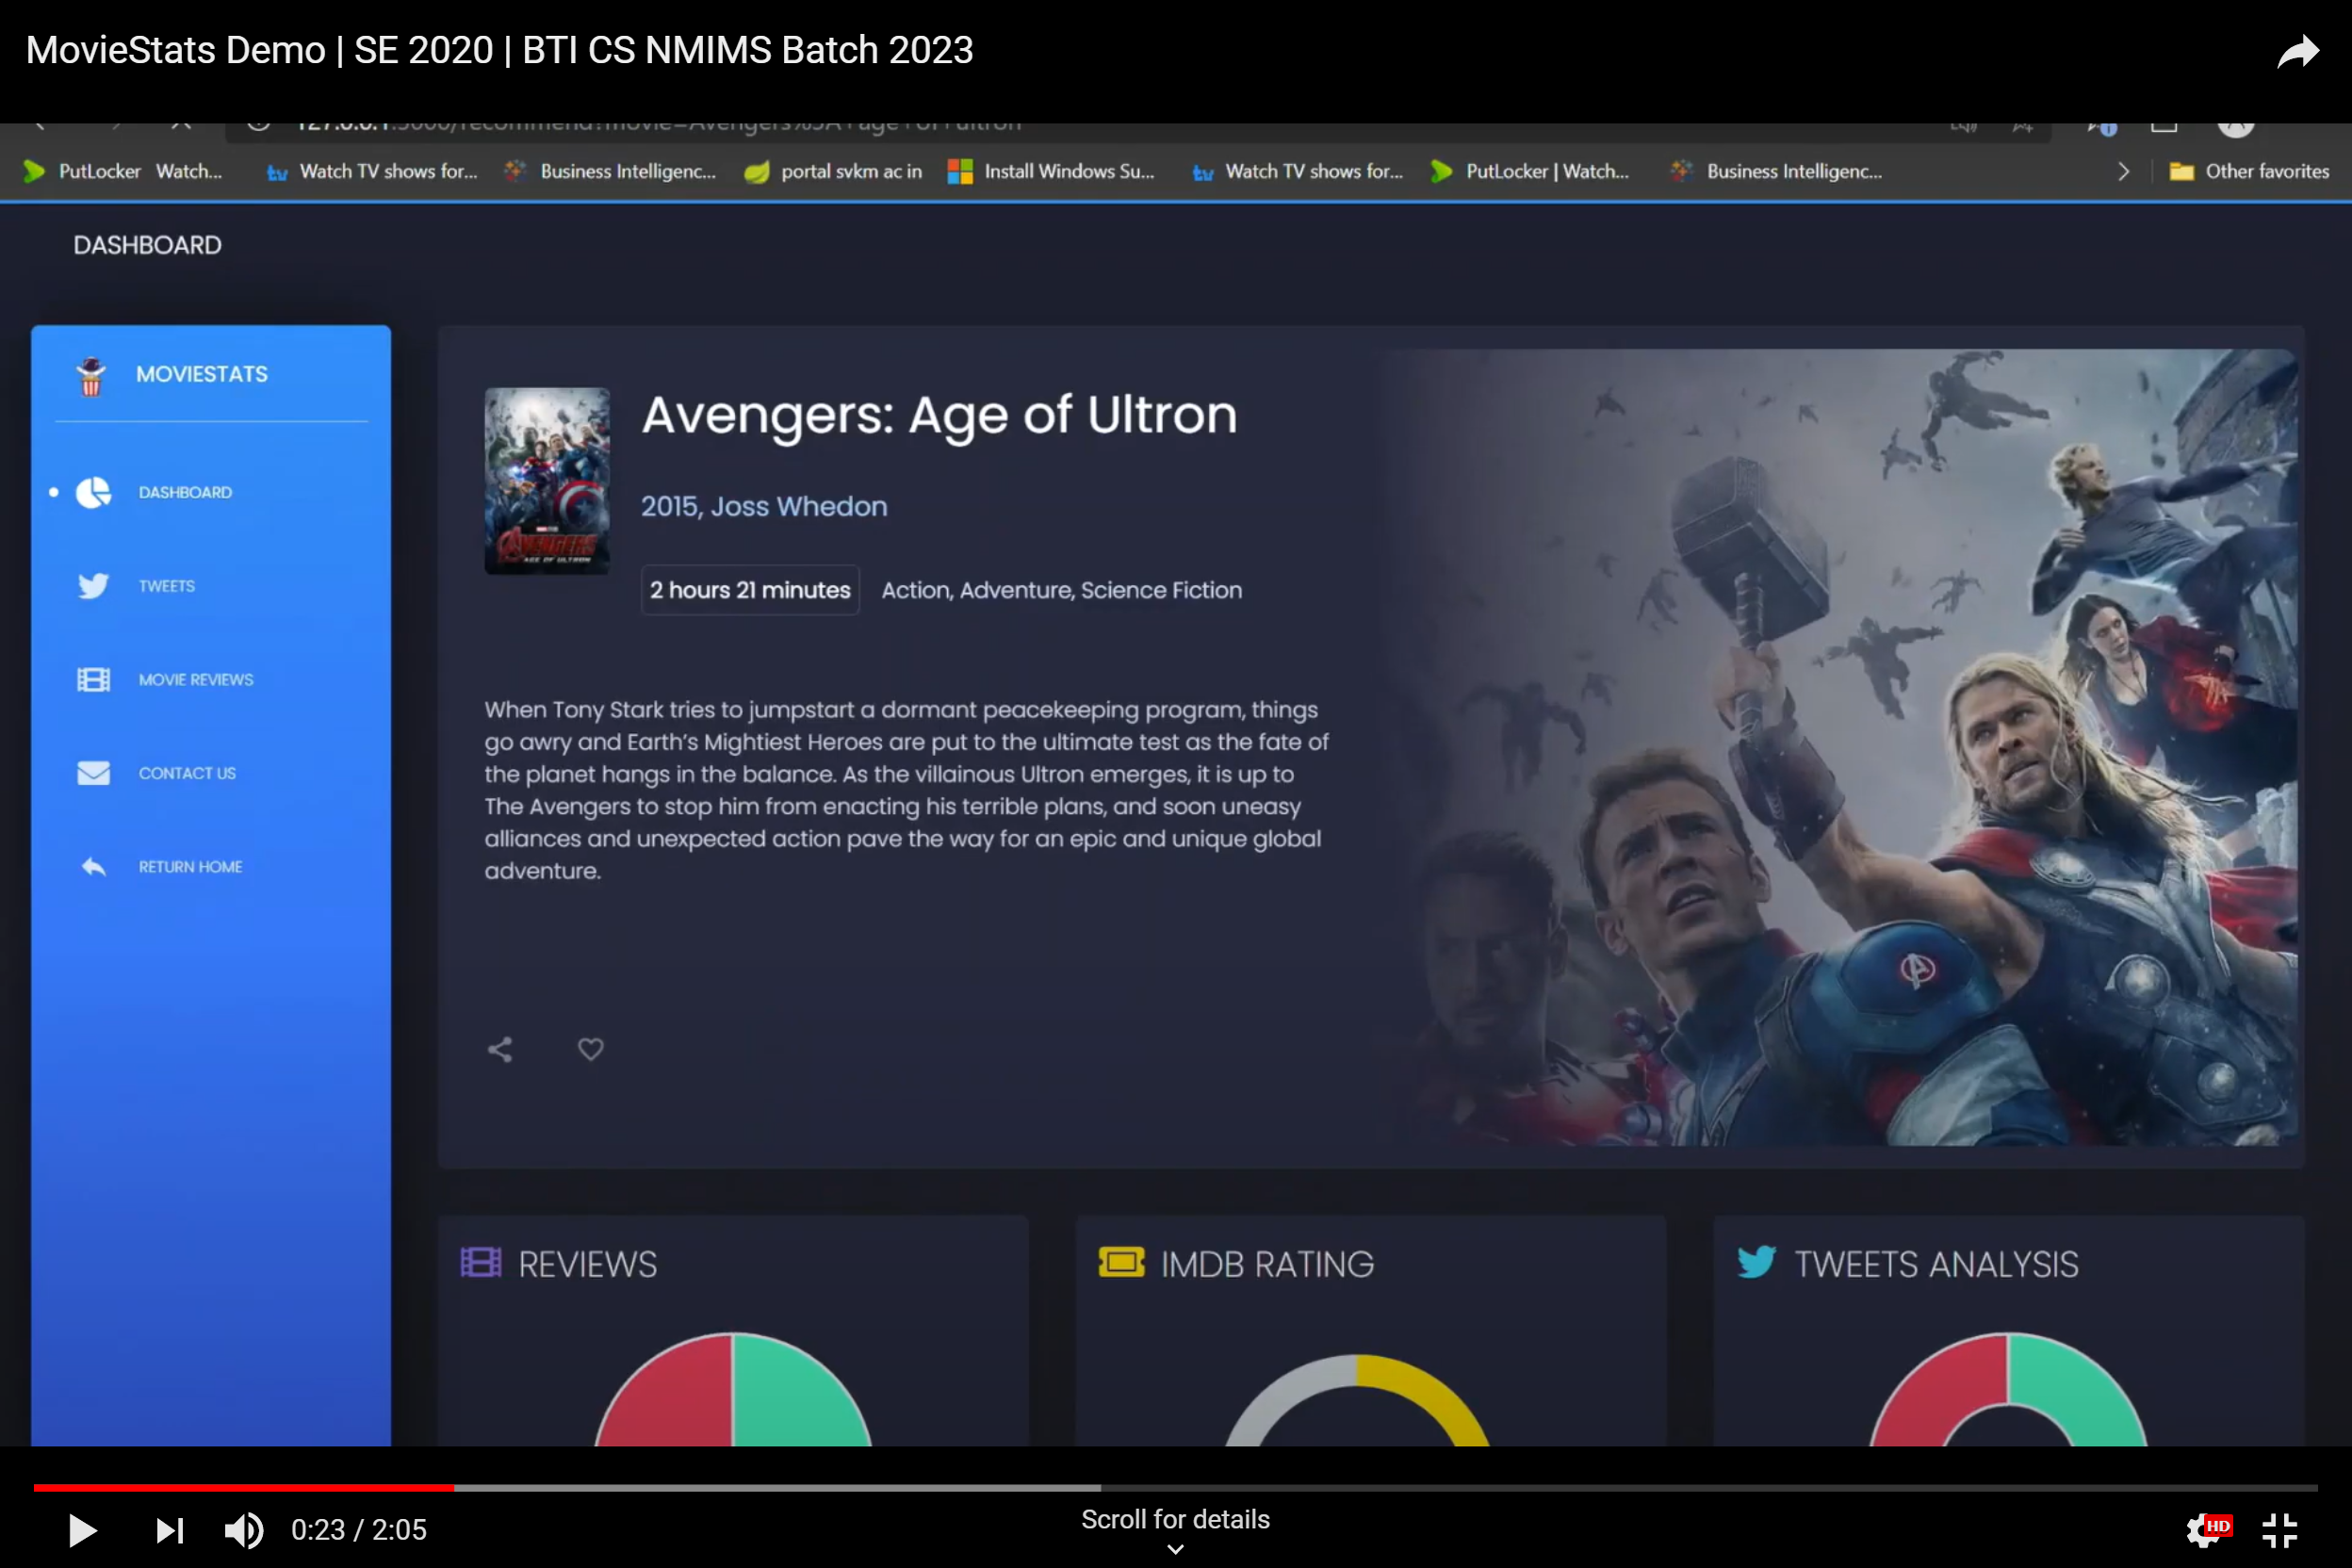 MovieStats Demo | SE 2020 | BTI CS NMIMS Batch 2023
PutLocker Watch... Watch TV shows for... Business Intelligenc... portal svkm ac in Install Windows Su... Watch TV shows for... PutLocker | Watch... Business Intelligenc... Other favorites
DASHBOARD
MOVIESTATS
DASHBOARD
TWEETS
MOVIE REVIEWS
CONTACT US
RETURN HOME
Avengers: Age of Ultron
2015, Joss Whedon
2 hours 21 minutes Action, Adventure, Science Fiction
When Tony Stark tries to jumpstart a dormant peacekeeping program, things
go awry and Earth's Mightiest Heroes are put to the ultimate test as the fate of
the planet hangs in the balance. As the villainous Ultron emerges, it is up to
The Avengers to stop him from enacting his terrible plans, and soon uneasy
alliances and unexpected action pave the way for an epic and unique global
adventure.
AVENGERS
AGE OF ULTRON
REVIEWS
IMDB RATING
TWEETS ANALYSIS
0:23 / 2:05
Scroll for details
HD